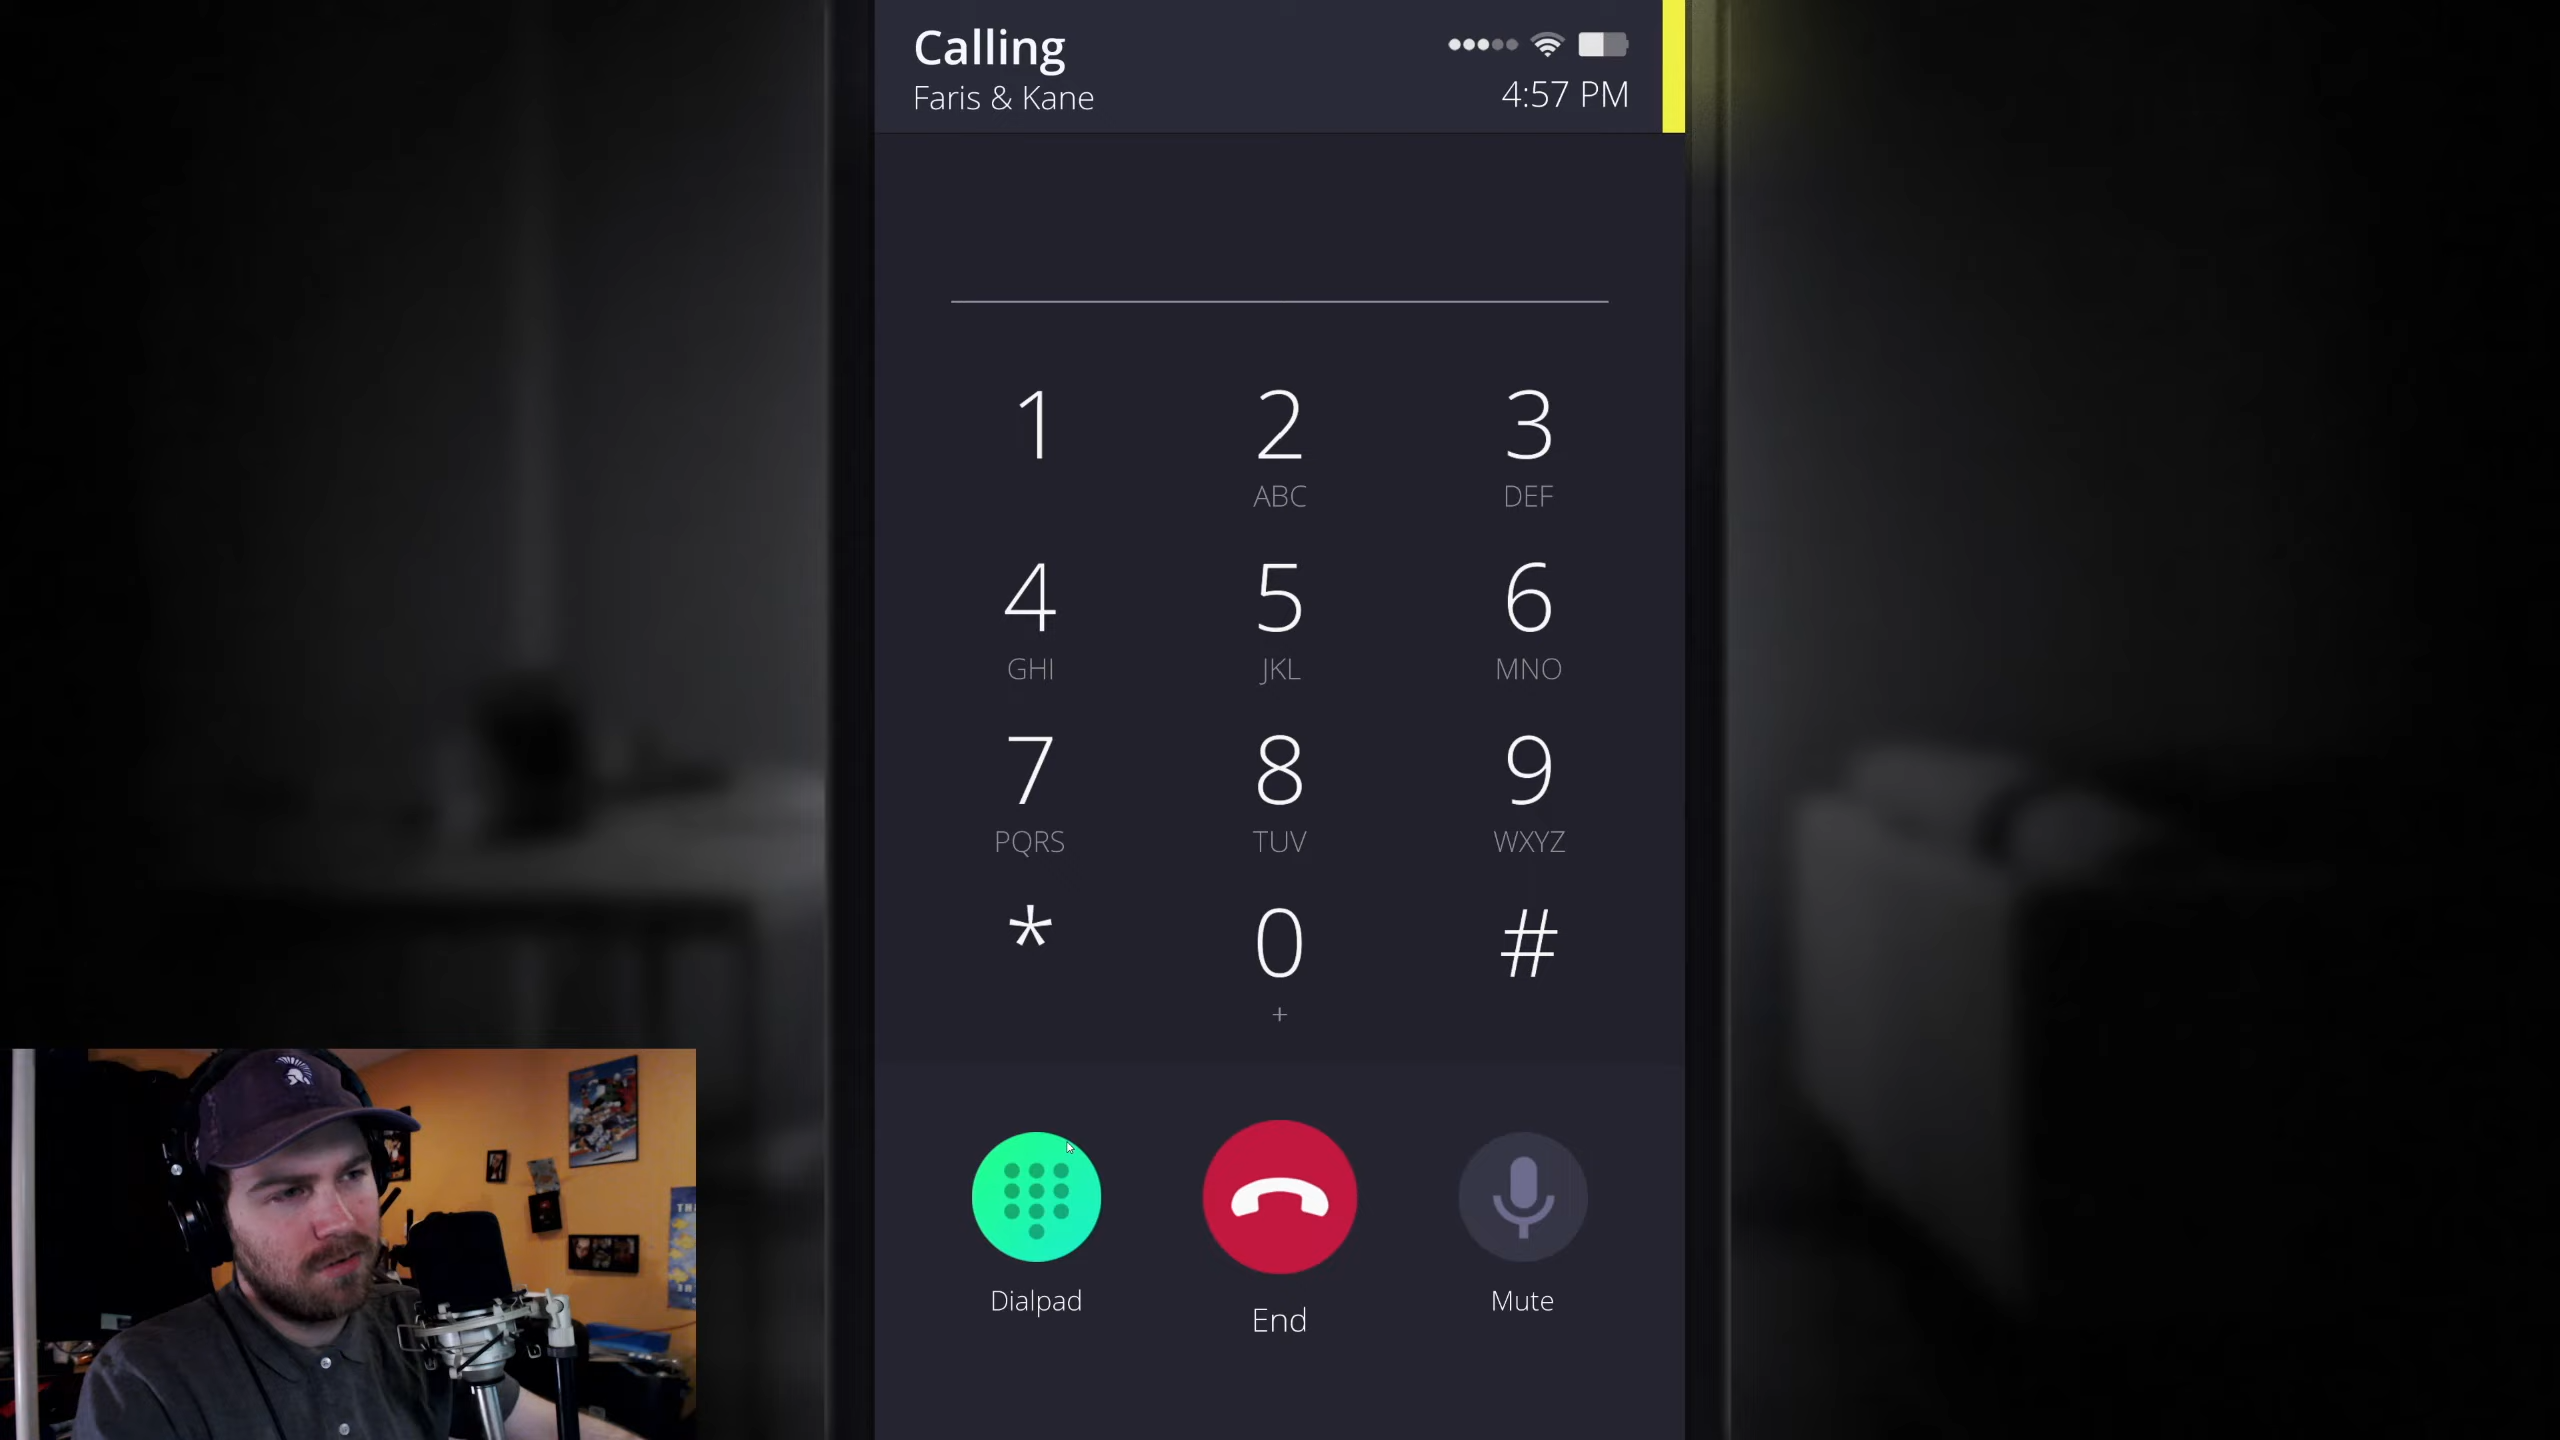 Calling
Faris & Kane
4:57 PM
1 2 3
ABC DEF
4 5 6
GHI JKL MNO
7 8 9
PQRS TUV WXYZ
* 0 #
+
Dialpad End Mute